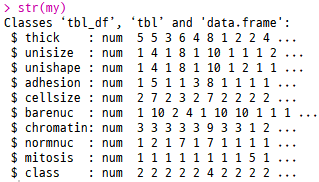 > str(my)
Classes ‘tbl_df’, ‘tbl’ and 'data.frame':
$ thick    : num  5 5 3 6 4 8 1 2 2 4 ...
$ unisize  : num  1 4 1 8 1 10 1 1 1 2 ...
$ unishape : num  1 4 1 8 1 10 1 2 1 1 ...
$ adhesion : num  1 5 1 1 3 8 1 1 1 1 ...
$ cellsize : num  2 7 2 3 2 7 2 2 2 2 ...
$ barenuc  : num  1 10 2 4 1 10 10 1 1 1 ...
$ chromatin: num  3 3 3 3 3 9 3 3 1 2 ...
$ normnuc  : num  1 2 1 7 1 7 1 1 1 1 ...
$ mitosis  : num  1 1 1 1 1 1 1 1 5 1 ...
$ class    : num  2 2 2 2 2 4 2 2 2 2 ...